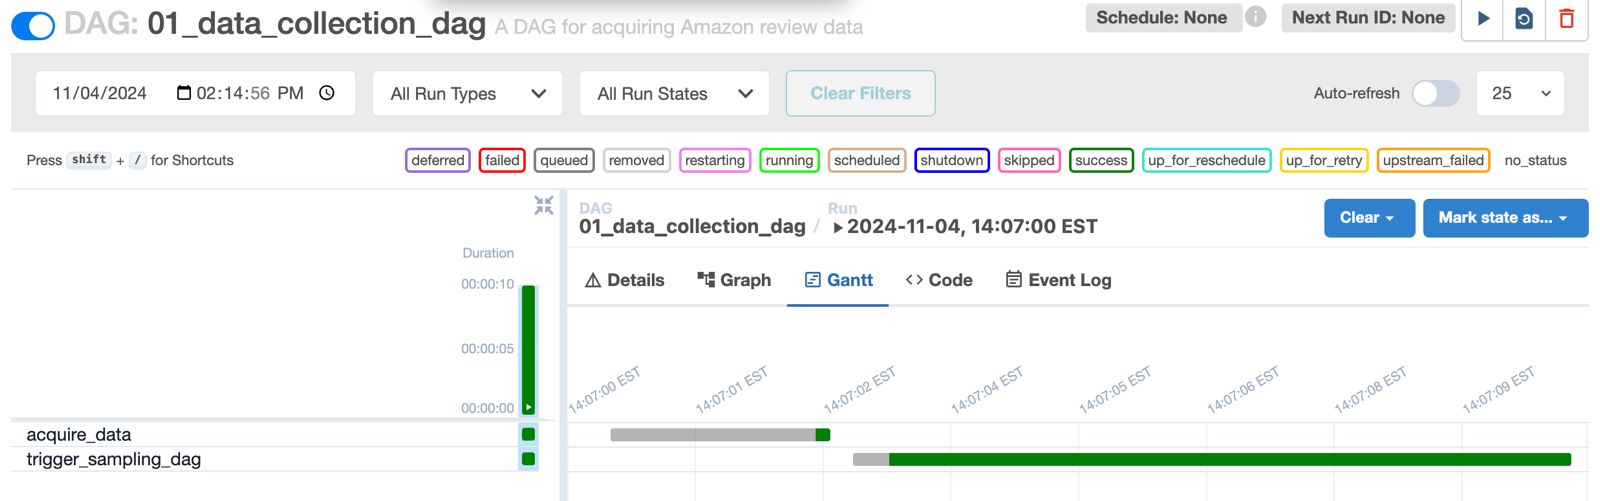 DAG: 01_data_collection_dag A DAG for acquiring Amazon review data
Schedule: None
Next Run ID: None
11/04/2024 02:14:56 PM
All Run Types
All Run States
Clear Filters
Auto-refresh
25
Press shift + / for Shortcuts
deferred
failed
queued
removed
restarting
running
scheduled
shutdown
skipped
success
up_for_reschedule
up_for_retry
upstream_failed
no_status
Duration
00:00:10
00:00:05
00:00:00
acquire_data
trigger_sampling_dag
DAG
01_data_collection_dag /
Run
2024-11-04, 14:07:00 EST
Clear
Mark state as...
Details
Graph
Gantt
Code
Event Log
14:07:00 EST
14:07:01 EST
14:07:02 EST
14:07:04 EST
14:07:05 EST
14:07:06 EST
14:07:08 EST
14:07:09 EST